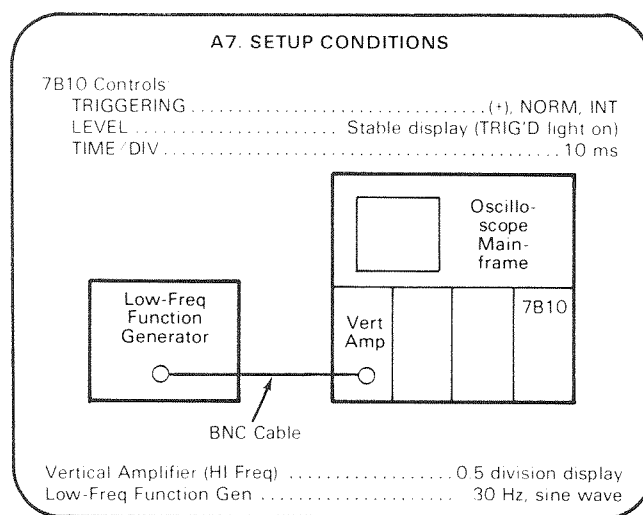 A7. SETUP CONDITIONS
7B10 Controls:
TRIGGERING ................................ (+), NORM, INT
LEVEL ...................... Stable display (TRIG'D light on)
TIME/DIV .......................................... 10 ms
Oscillo-
scope
Main-
frame
Low-Freq
Function
Generator
Vert
Amp
7B10
BNC Cable
Vertical Amplifier (HI Freq) .................. 0.5 division display
Low-Freq Function Gen ..................... 30 Hz, sine wave